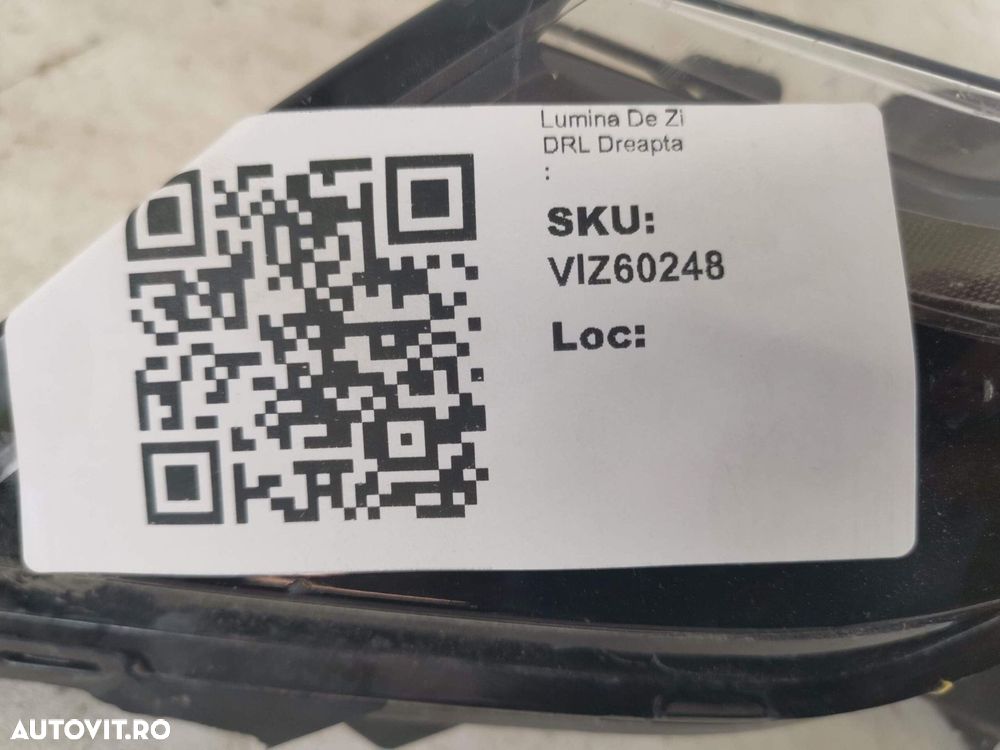 Lumina De Zi
DRL Dreapta
:
SKU:
VIZ60248
Loc:
AUTOVIT.RO